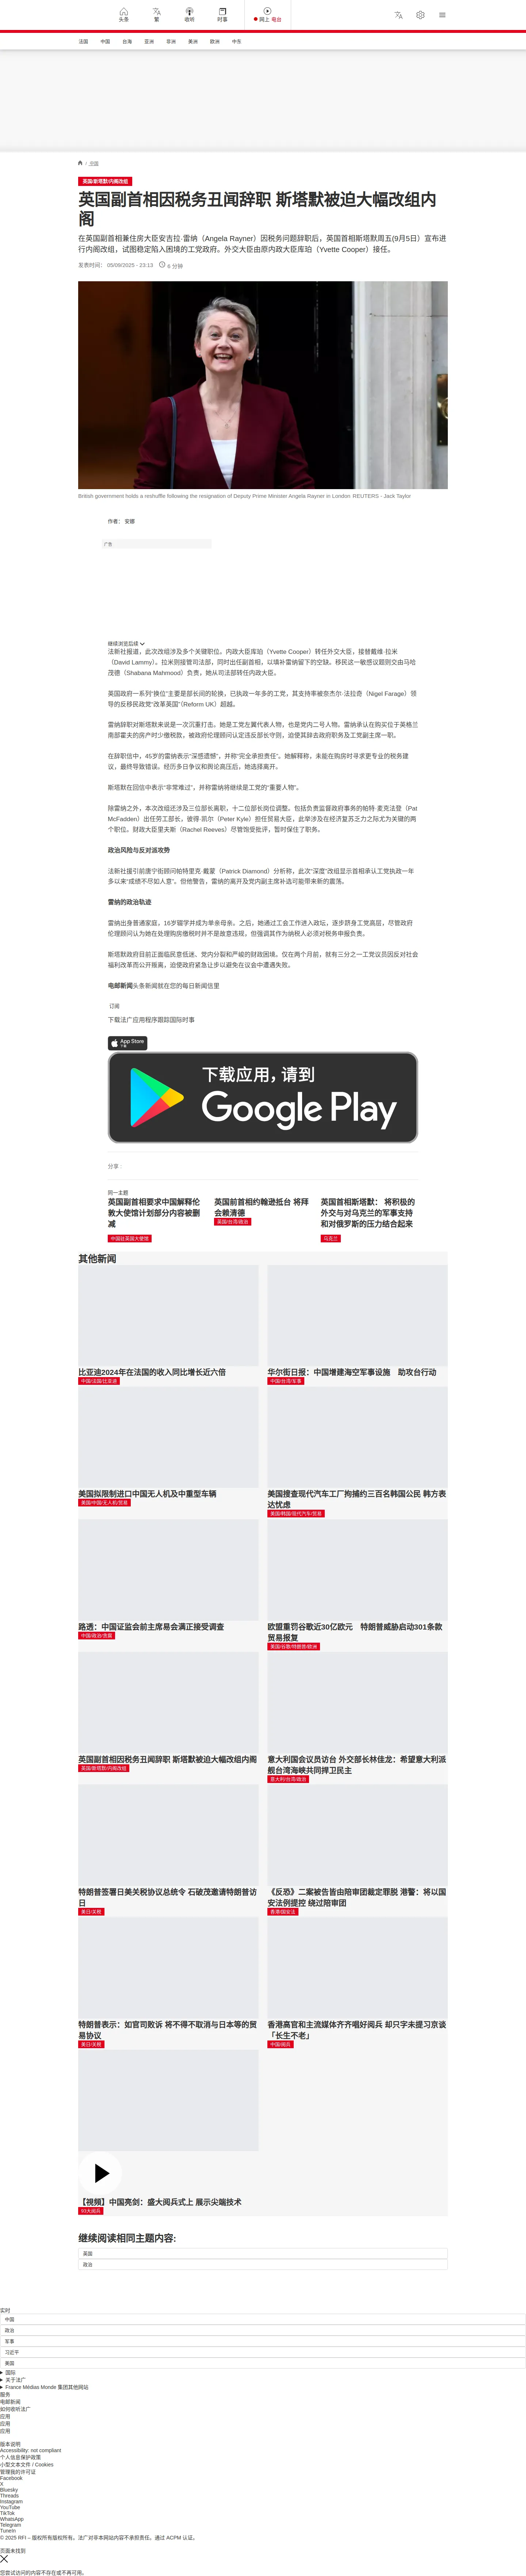 头条
繁
收听
时事
网上 电台
法国
中国
台海
亚洲
非洲
美洲
欧洲
中东
/ 中国
英国/斯塔默/内阁改组
英国副首相因税务丑闻辞职 斯塔默被迫大幅改组内
阁
在英国副首相兼住房大臣安吉拉·雷纳（Angela Rayner）因税务问题辞职后，英国首相斯塔默周五(9月5日）宣布进
行内阁改组，试图稳定陷入困境的工党政府。外交大臣由原内政大臣库珀（Yvette Cooper）接任。
发表时间： 05/09/2025 - 23:13 6 分钟
British government holds a reshuffle following the resignation of Deputy Prime Minister Angela Rayner in London REUTERS - Jack Taylor
作者： 安娜
广告
继续浏览后续
法新社报道，此次改组涉及多个关键职位。内政大臣库珀（Yvette Cooper）转任外交大臣，接替戴维·拉米
（David Lammy）。拉米则接管司法部，同时出任副首相，以填补雷纳留下的空缺。移民这一敏感议题则交由马哈
茂德（Shabana Mahmood）负责，她从司法部转任内政大臣。
英国政府一系列“换位”主要是部长间的轮换，已执政一年多的工党，其支持率被奈杰尔·法拉奇（Nigel Farage）领
导的反移民政党“改革英国”（Reform UK）超越。
雷纳辞职对斯塔默来说是一次沉重打击。她是工党左翼代表人物，也是党内二号人物。雷纳承认在购买位于英格兰
南部霍夫的房产时少缴税款，被政府伦理顾问认定违反部长守则，迫使其辞去政府职务及工党副主席一职。
在辞职信中，45岁的雷纳表示“深感遗憾”，并称“完全承担责任”。她解释称，未能在购房时寻求更专业的税务建
议，最终导致错误。经历多日争议和舆论高压后，她选择离开。
斯塔默在回信中表示“非常难过”，并称雷纳将继续是工党的“重要人物”。
除雷纳之外，本次改组还涉及三位部长离职，十二位部长岗位调整。包括负责监督政府事务的帕特·麦克法登（Pat
McFadden）出任劳工部长，彼得·凯尔（Peter Kyle）担任贸易大臣，此举涉及在经济复苏乏力之际尤为关键的两
个职位。财政大臣里夫斯（Rachel Reeves）尽管饱受批评，暂时保住了职务。
政治风险与反对派攻势
法新社援引唐宁街顾问帕特里克·戴蒙（Patrick Diamond）分析称，此次“深度”改组显示首相承认工党执政一年
多以来“成绩不尽如人意”。但他警告，雷纳的离开及党内副主席补选可能带来新的震荡。
雷纳的政治轨迹
雷纳出身普通家庭，16岁辍学并成为单亲母亲。之后，她通过工会工作进入政坛，逐步跻身工党高层，尽管政府
伦理顾问认为她在处理购房缴税时并不是故意违规，但强调其作为纳税人必须对税务申报负责。
斯塔默政府目前正面临民意低迷、党内分裂和严峻的财政困境。仅在两个月前，就有三分之一工党议员因反对社会
福利改革而公开叛离，迫使政府紧急让步以避免在议会中遭遇失败。
电邮新闻头条新闻就在您的每日新闻信里
订阅
下载法广应用程序跟踪国际时事
App Store
下载
下载应用，请到
Google Play
分享 :
同一主题
英国副首相要求中国解释伦
敦大使馆计划部分内容被删
减
中国驻英国大使馆
英国前首相约翰逊抵台 将拜
会赖清德
英国/台湾/政治
英国首相斯塔默： 将积极的
外交与对乌克兰的军事支持
和对俄罗斯的压力结合起来
乌克兰
其他新闻
比亚迪2024年在法国的收入同比增长近六倍
中国/法国/比亚迪
华尔街日报：中国增建海空军事设施　助攻台行动
中国/台湾/军事
美国拟限制进口中国无人机及中重型车辆
美国/中国/无人机/贸易
美国搜查现代汽车工厂拘捕约三百名韩国公民 韩方表
达忧虑
美国/韩国/现代汽车/贸易
路透：中国证监会前主席易会满正接受调查
中国/政治/贪腐
欧盟重罚谷歌近30亿欧元　特朗普威胁启动301条款
贸易报复
美国/谷歌/特朗普/欧洲
英国副首相因税务丑闻辞职 斯塔默被迫大幅改组内阁
英国/斯塔默/内阁改组
意大利国会议员访台 外交部长林佳龙：希望意大利派
舰台湾海峡共同捍卫民主
意大利/台湾/政治
特朗普签署日美关税协议总统令 石破茂邀请特朗普访
日
美日/关税
《反恐》二案被告皆由陪审团裁定罪脱 港警：将以国
安法例提控 绕过陪审团
香港/国安法
特朗普表示：如官司败诉 将不得不取消与日本等的贸
易协议
美日/关税
香港高官和主流媒体齐齐唱好阅兵 却只字未提习京谈
「长生不老」
中国/阅兵
【视频】中国亮剑：盛大阅兵式上 展示尖端技术
93大阅兵
继续阅读相同主题内容:
英国
政治
实时
中国
政治
军事
习近平
美国
国际
关于法广
France Médias Monde 集团其他网站
服务
电邮新闻
如何收听法广
应用
应用
应用
版本说明
Accessibility: not compliant
个人信息保护政策
小型文本文件 / Cookies
管理我的许可证
Facebook
X
Bluesky
Threads
Instagram
YouTube
TikTok
WhatsApp
Telegram
TuneIn
© 2025 RFI – 版权所有版权所有。法广对非本网站内容不承担责任。通过 ACPM 认证。
页面未找到
您尝试访问的内容不存在或不再可用。